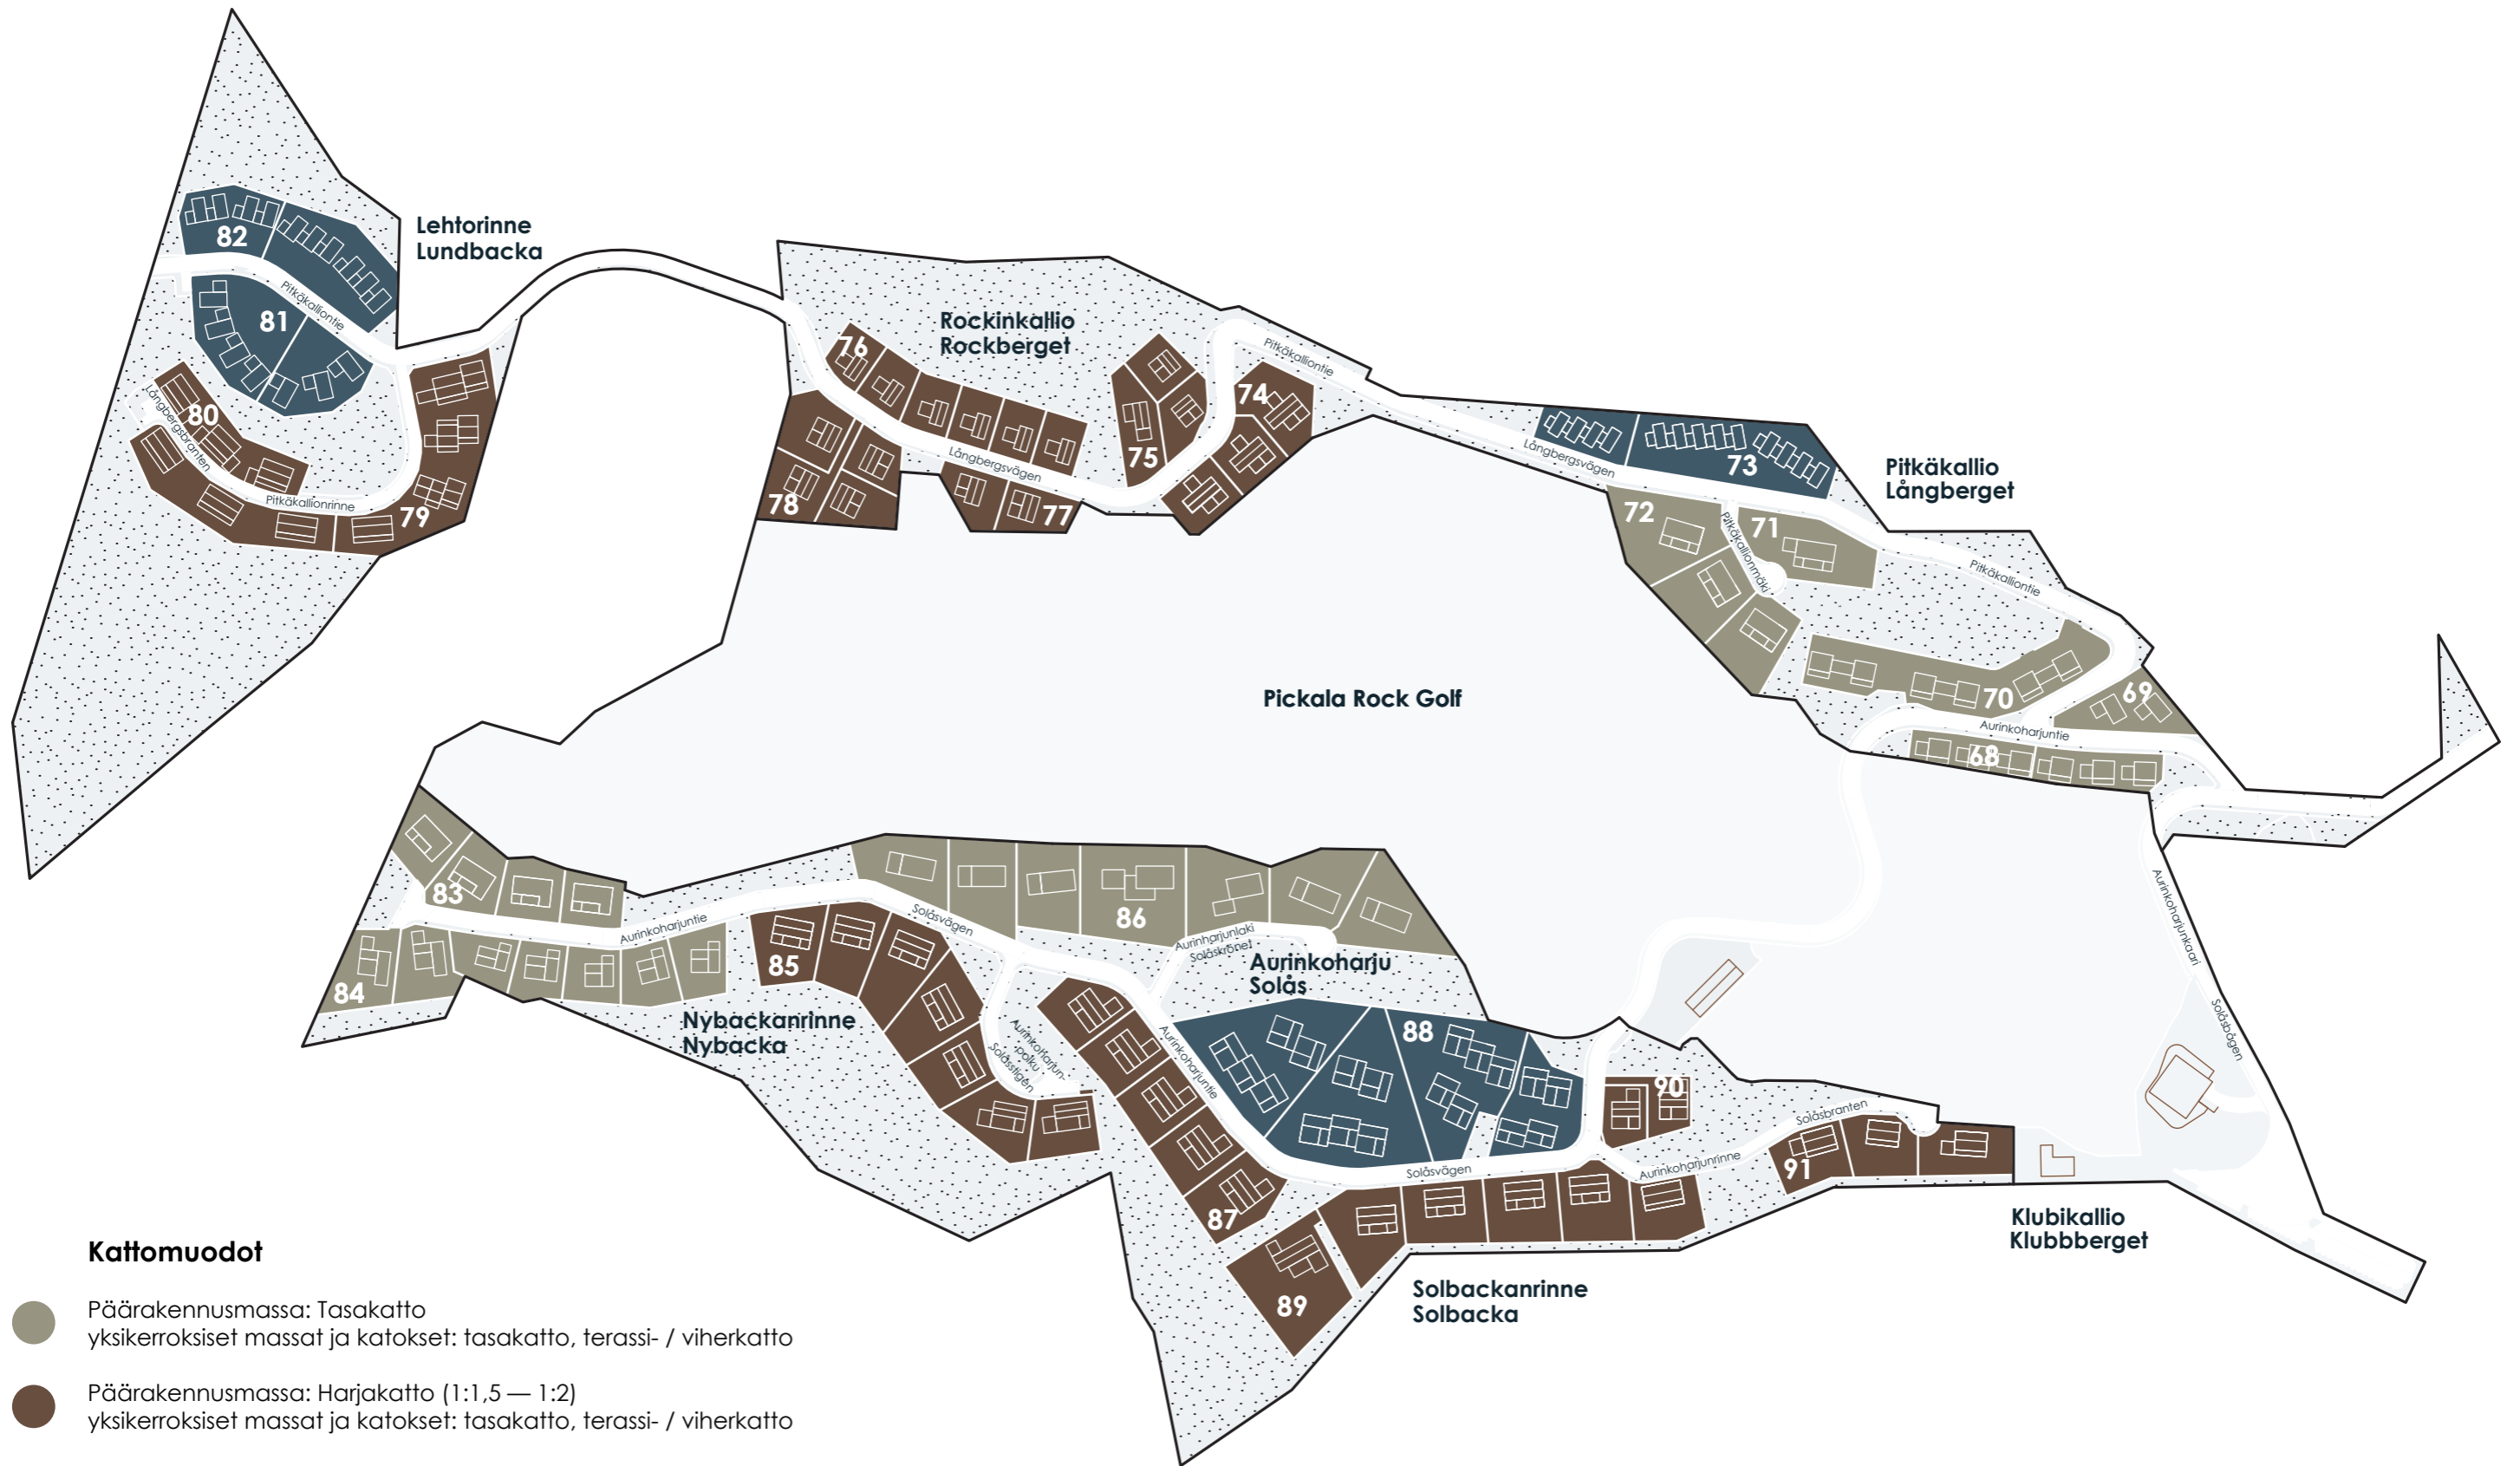 82
Lehtorinne
Lundbacka
Pitkäkalliontie
81
80
Långbergsbranten
Pitkäkallionrinne
79
Rockinkallio
Rockberget
76
78
Långbergsvägen
77
75
74
Pitkäkalliontie
Långbergsvägen
73
Pitkäkallio
Långberget
72
71
Pitkäkallionmäki
Pitkäkalliontie
70
69
Aurinkoharjuntie
68
Pickala Rock Golf
83
84
Aurinkoharjuntie
85
Solåsvägen
86
Aurinharjunlaki
Solåskrönet
Aurinkoharju
Solås
Nybackanrinne
Nybacka
Aurinkoharjun-
polku
Solåsstigen
Aurinkoharjuntie
88
90
Aurinkoharjunkaari
Solåsbågen
Solåsbranten
Solåsvägen
Aurinkoharjunrinne
91
87
89
Klubikallio
Klubbberget
Solbackanrinne
Solbacka
Kattomuodot
Päärakennusmassa: Tasakatto
yksikerroksiset massat ja katokset: tasakatto, terassi- / viherkatto
Päärakennusmassa: Harjakatto (1:1,5 — 1:2)
yksikerroksiset massat ja katokset: tasakatto, terassi- / viherkatto